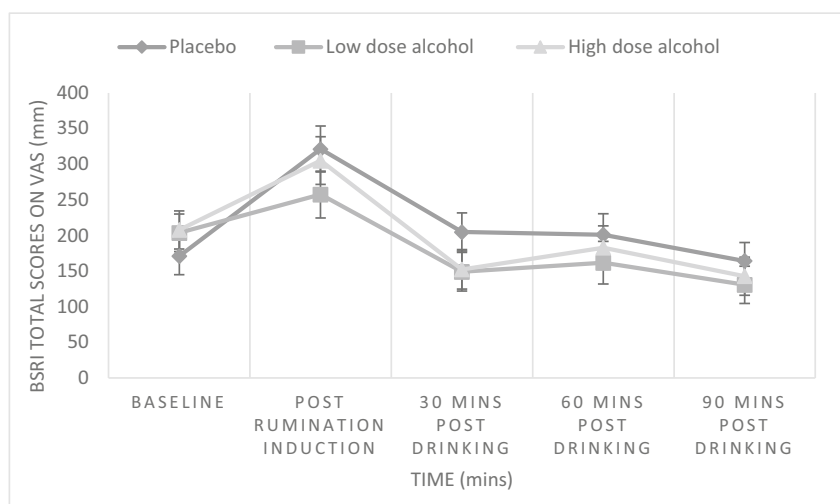 Placebo Low dose alcohol High dose alcohol
BSRI TOTAL SCORES ON VAS (mm)
400
350
300
250
200
150
100
50
0
BASELINE POST 30 MINS 60 MINS 90 MINS
RUMINATION POST POST POST
INDUCTION DRINKING DRINKING DRINKING
TIME (mins)